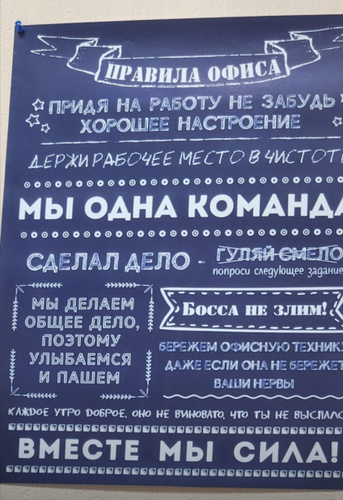 ПРАВИЛА ОФИСА
ПРИДЯ НА РАБОТУ НЕ ЗАБУДЬ
ХОРОШЕЕ НАСТРОЕНИЕ
ДЕРЖИ РАБОЧЕЕ МЕСТО В ЧИСТОТЕ
МЫ ОДНА КОМАНДА
СДЕЛАЛ ДЕЛО - ГУЛЯЙ СМЕЛО
попроси следующее задание
МЫ ДЕЛАЕМ
ОБЩЕЕ ДЕЛО,
ПОЭТОМУ
УЛЫБАЕМСЯ
И ПАШЕМ
БОССА НЕ ЗЛИМ!
БЕРЕЖЕМ ОФИСНУЮ ТЕХНИКУ
ДАЖЕ ЕСЛИ ОНА НЕ БЕРЕЖЕТ
ВАШИ НЕРВЫ
КАЖДОЕ УТРО ДОБРОЕ, ОНО НЕ ВИНОВАТО, ЧТО ТЫ НЕ ВЫСПАЛС
ВМЕСТЕ МЫ СИЛА!